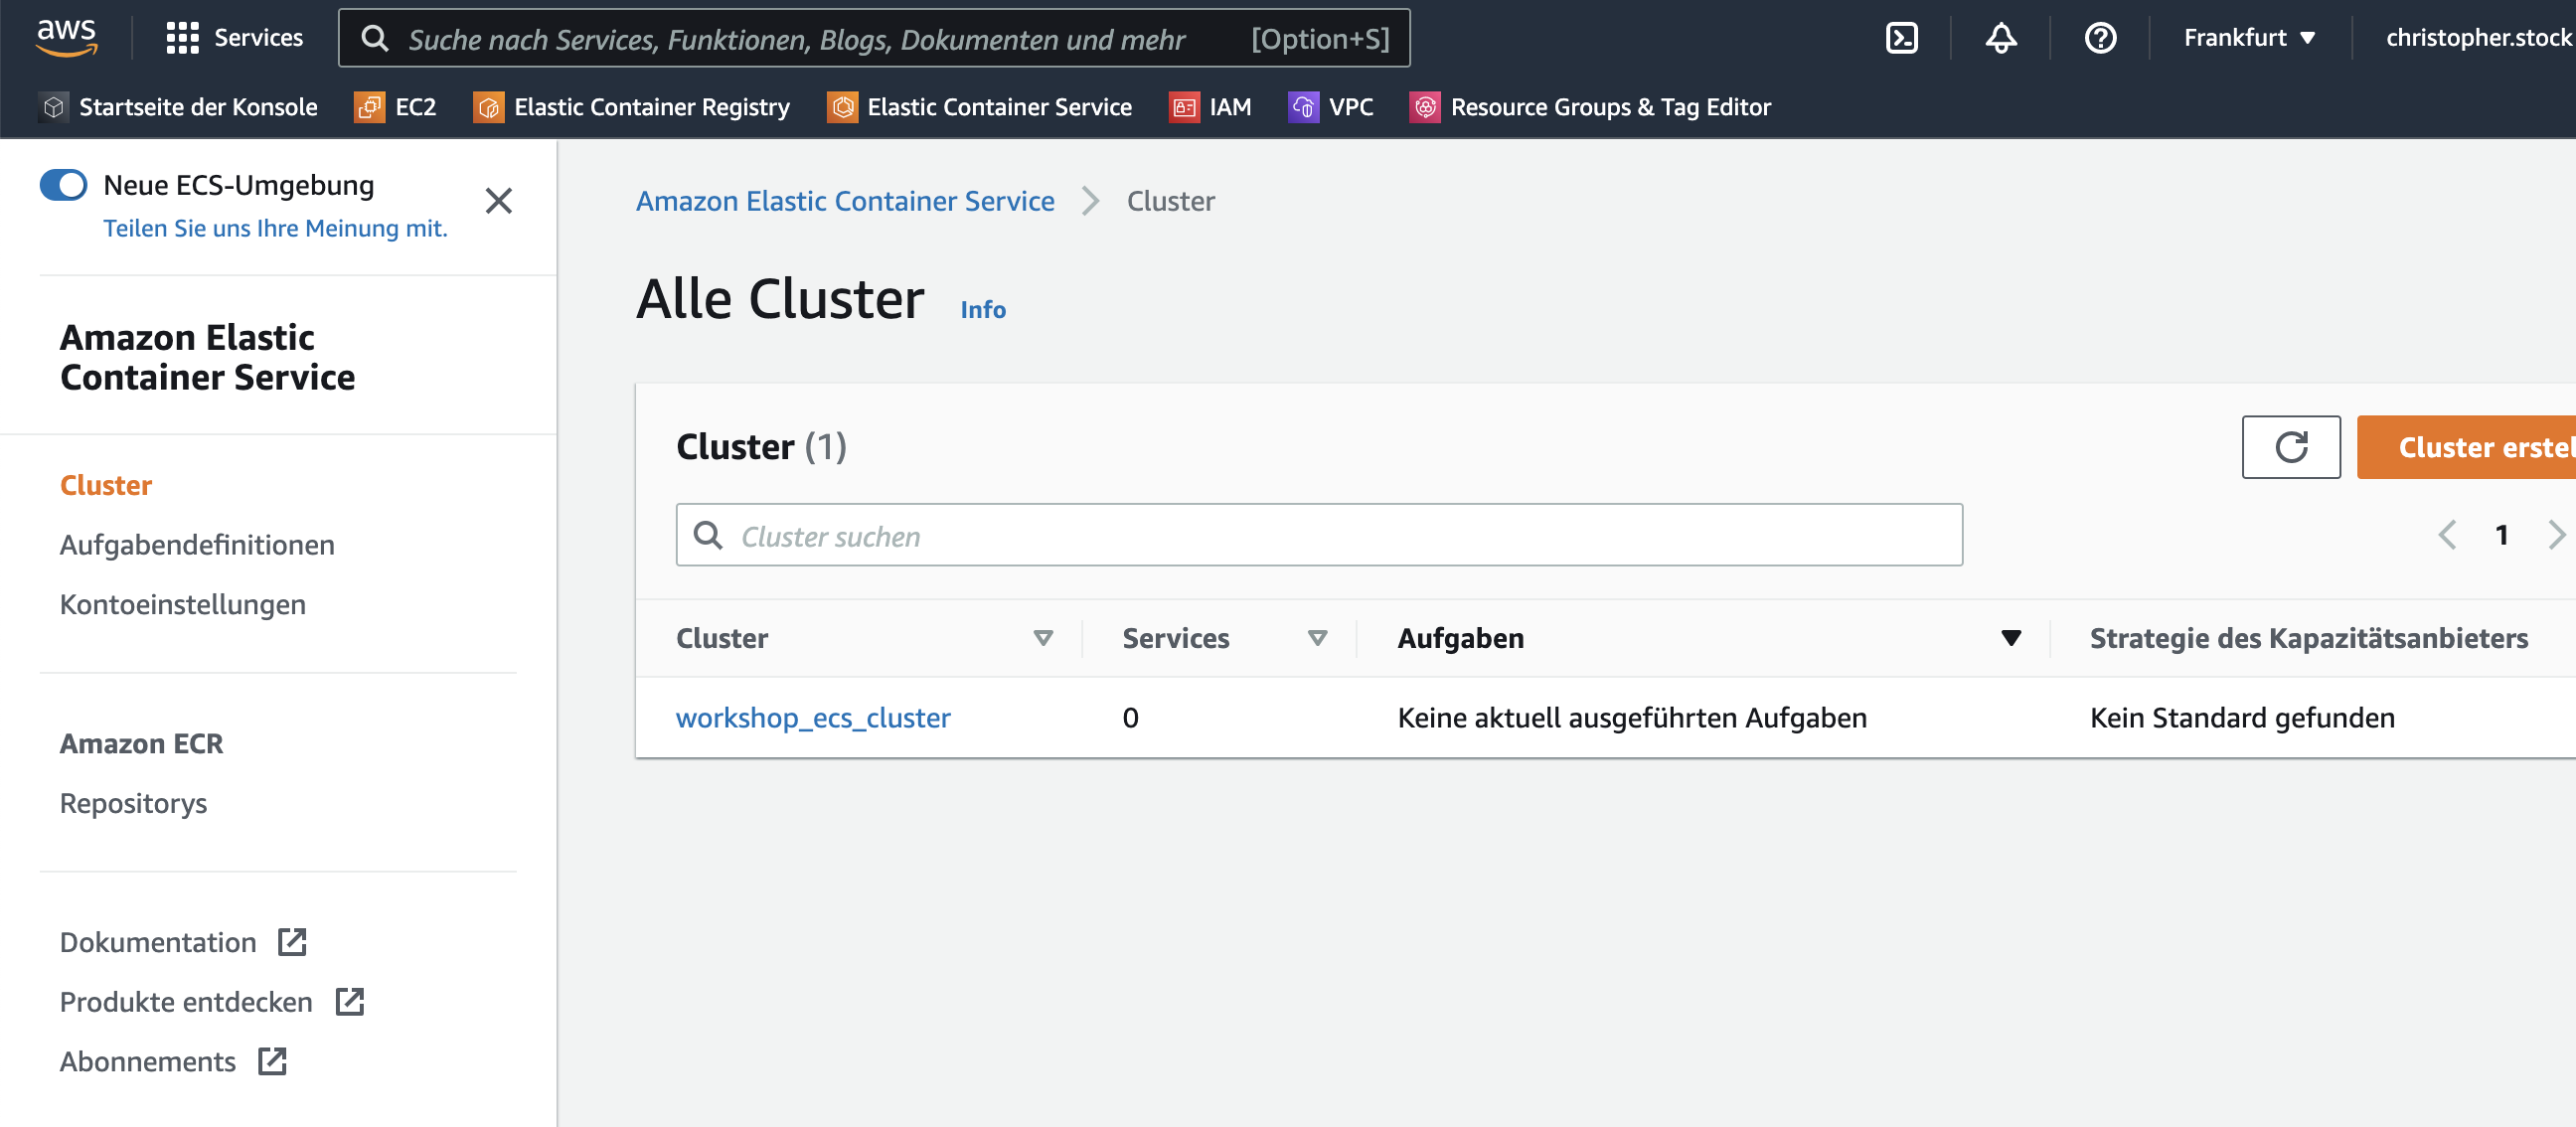 aws
Services
Suche nach Services, Funktionen, Blogs, Dokumenten und mehr [Option+S]
Frankfurt
christopher.stock
Startseite der Konsole
EC2
Elastic Container Registry
Elastic Container Service
IAM
VPC
Resource Groups & Tag Editor
Neue ECS-Umgebung
Teilen Sie uns Ihre Meinung mit.
Amazon Elastic
Container Service
Cluster
Aufgabendefinitionen
Kontoeinstellungen
Amazon ECR
Repositorys
Dokumentation
Produkte entdecken
Abonnements
Amazon Elastic Container Service Cluster
Alle Cluster Info
Cluster (1)
Cluster erstel
Cluster suchen
1
Cluster Services Aufgaben Strategie des Kapazitätsanbieters
workshop_ecs_cluster 0 Keine aktuell ausgeführten Aufgaben Kein Standard gefunden